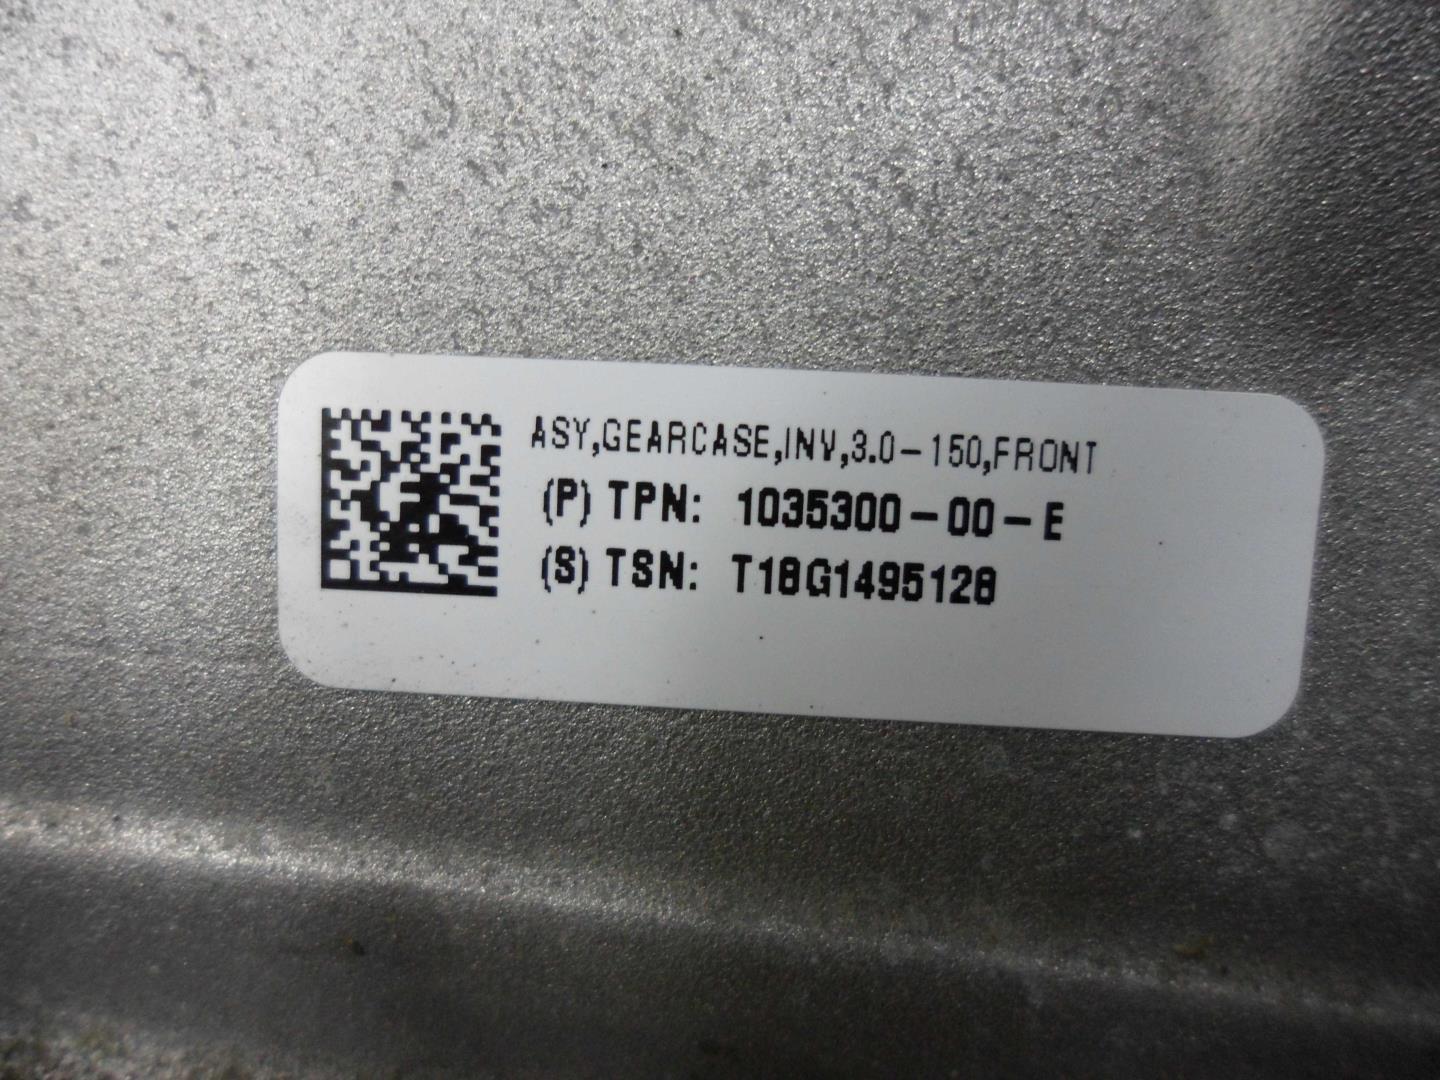 ASY,GEARCASE,INV,3.0-150,FRONT
(P) TPN: 1035300-00-E
(S) TSN: T18G1495128